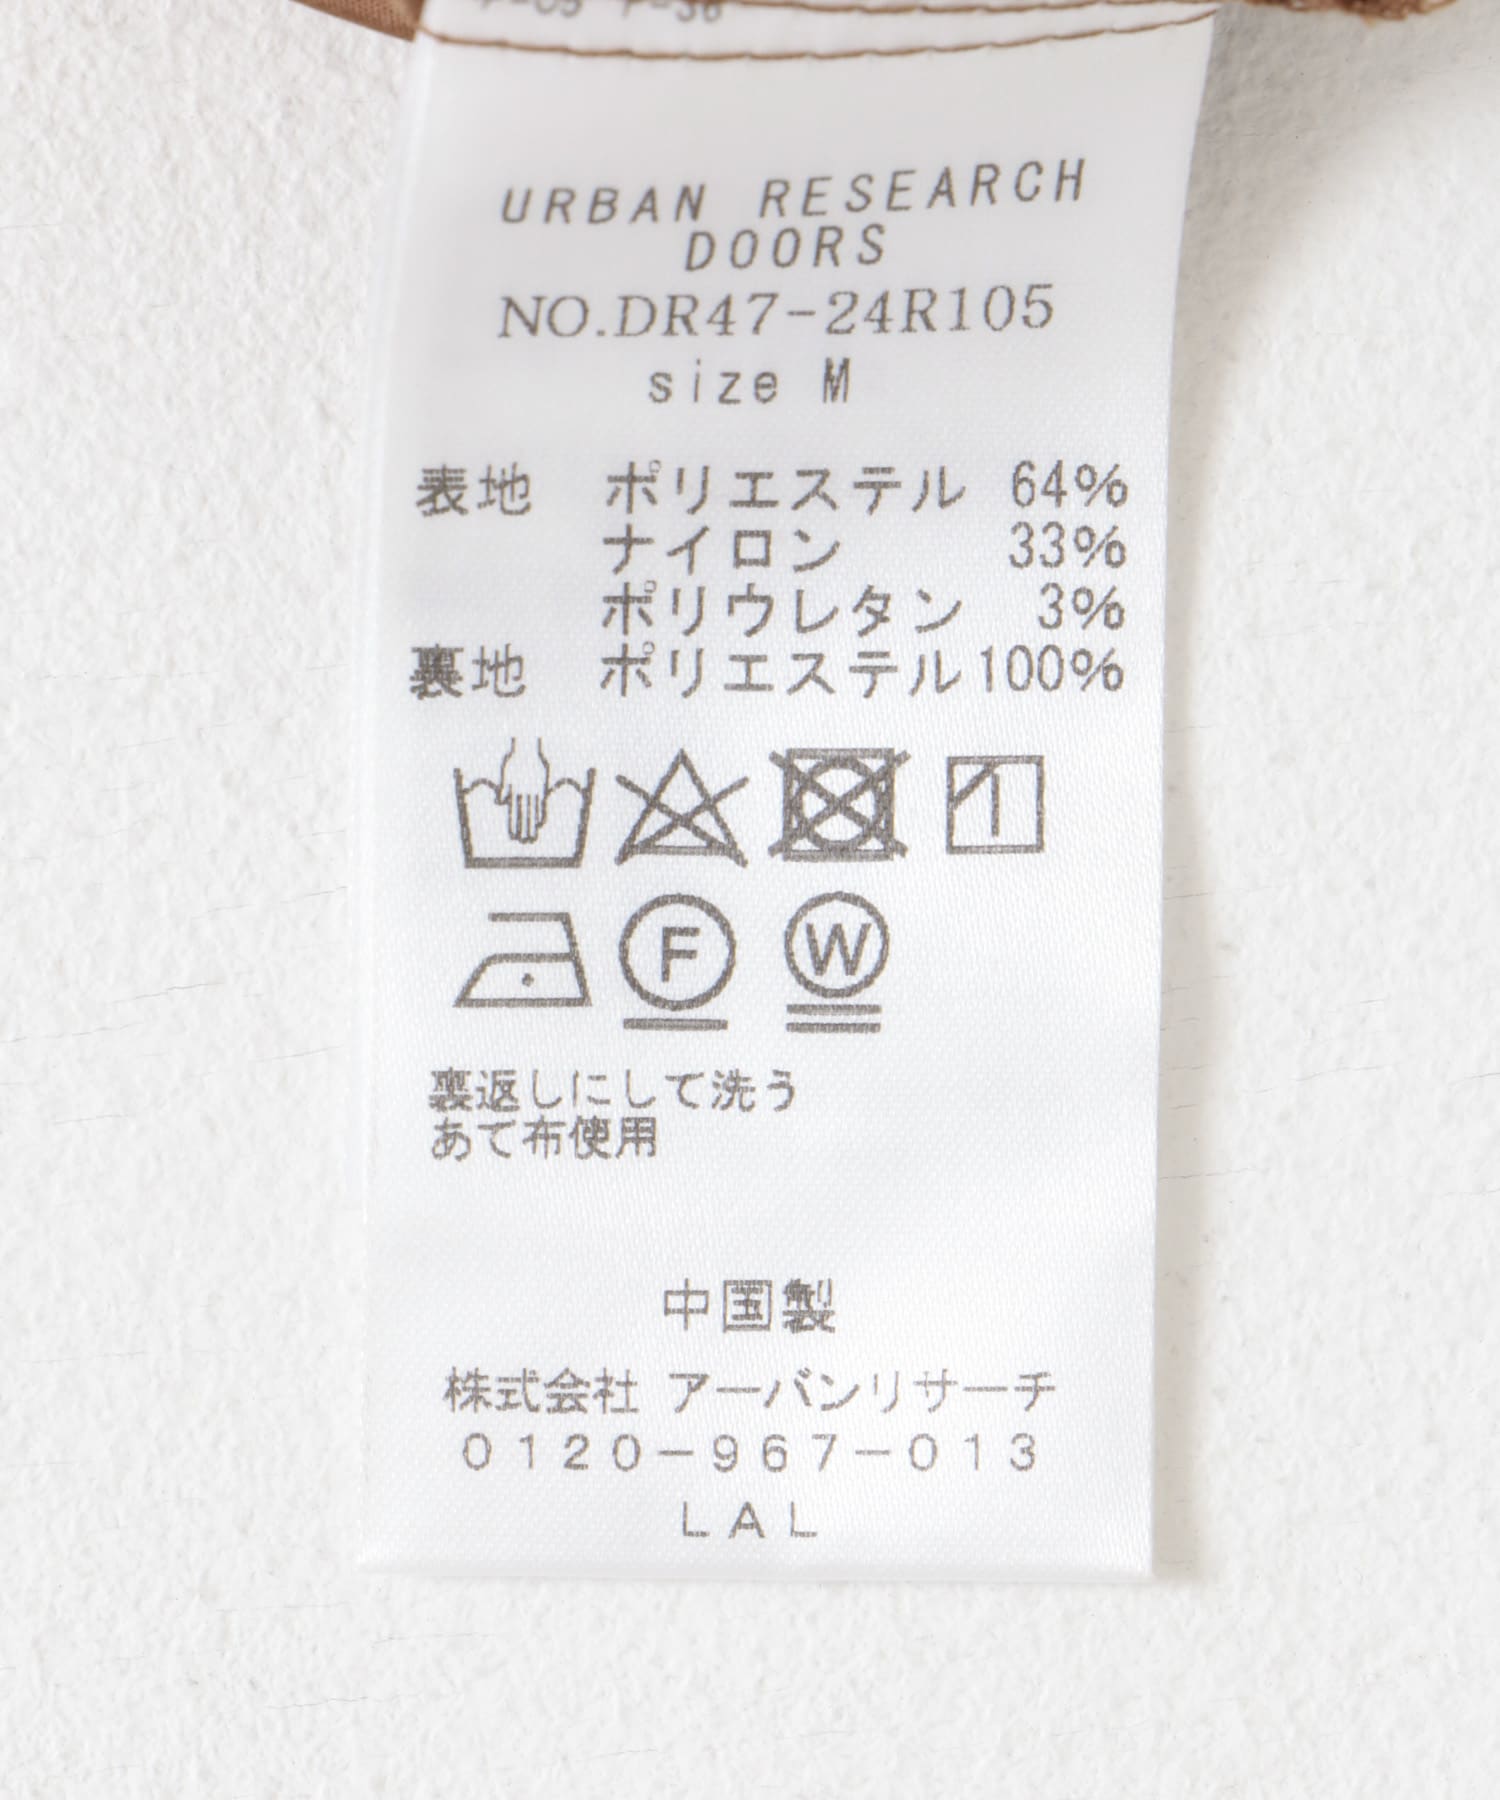 URBAN RESEARCH
DOORS
NO.DR47-24R105
size M
表地 ポリエステル 64%
ナイロン 33%
ポリウレタン 3%
裏地 ポリエステル100%
F
W
裏返しにして洗う
あて布使用
中国製
株式会社 アーバンリサーチ
0120-967-013
LAL